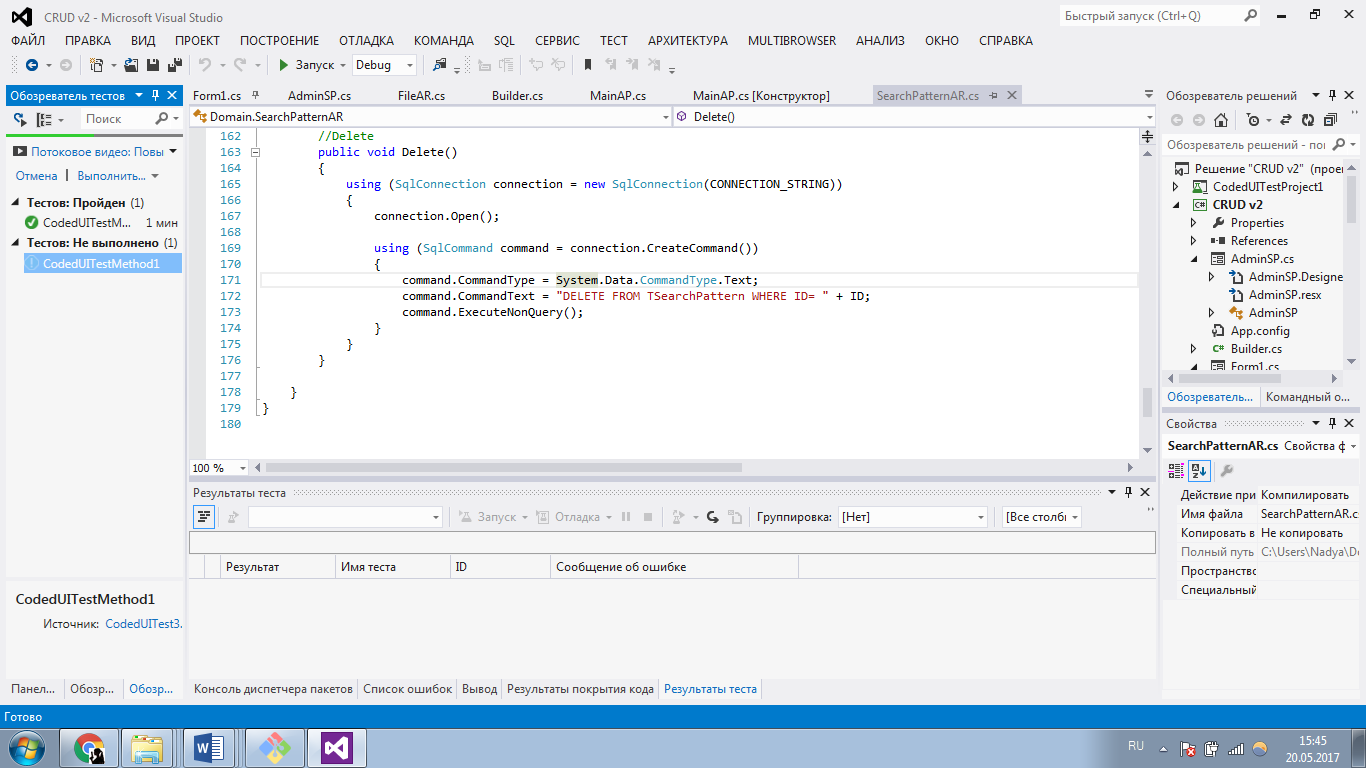 CRUD v2 - Microsoft Visual Studio
Быстрый запуск (Ctrl+Q)
ФАЙЛ ПРАВКА ВИД ПРОЕКТ ПОСТРОЕНИЕ ОТЛАДКА КОМАНДА SQL СЕРВИС ТЕСТ АРХИТЕКТУРА MULTIBROWSER АНАЛИЗ ОКНО СПРАВКА
Запуск Debug
Обозреватель тестов
Поиск
Потоковое видео: Повы
Отмена | Выполнить...
Тестов: Пройден (1)
CodedUITestM... 1 мин
Тестов: Не выполнено (1)
CodedUITestMethod1
CodedUITestMethod1
Источник: CodedUITest3.
Панел... Обозр... Обозр...
Form1.cs AdminSP.cs FileAR.cs Builder.cs MainAP.cs MainAP.cs [Конструктор] SearchPatternAR.cs
Domain.SearchPatternAR Delete()
162 //Delete
163 public void Delete()
164 {
165 using (SqlConnection connection = new SqlConnection(CONNECTION_STRING))
166 {
167 connection.Open();
168
169 using (SqlCommand command = connection.CreateCommand())
170 {
171 command.CommandType = System.Data.CommandType.Text;
172 command.CommandText = "DELETE FROM TSearchPattern WHERE ID= " + ID;
173 command.ExecuteNonQuery();
174 }
175 }
176 }
177
178 }
179 }
180
100 %
Результаты теста
Запуск Отладка Группировка: [Нет] [Все столбı
Результат Имя теста ID Сообщение об ошибке
Консоль диспетчера пакетов Список ошибок Вывод Результаты покрытия кода Результаты теста
Обозреватель решений
Обозреватель решений - поı
Решение "CRUD v2" (проеı
CodedUITestProject1
CRUD v2
Properties
References
AdminSP.cs
AdminSP.Designe
AdminSP.resx
AdminSP
App.config
Builder.cs
Form1.cs
Обозреватель... Командный о...
Свойства
SearchPatternAR.cs Свойства ф
Действие при Компилировать
Имя файла SearchPatternAR.c
Копировать в Не копировать
Полный путь C:\Users\Nadya\Do
Пространство
Специальный
Готово
RU
15:45
20.05.2017